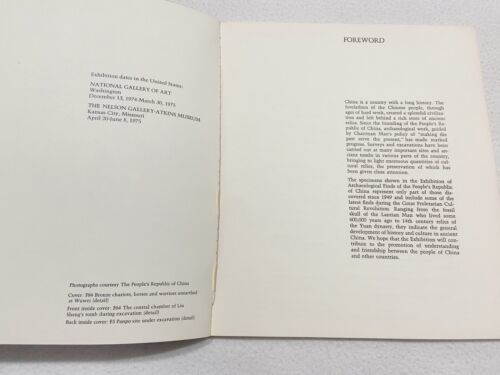 Exhibition dates in the United States:
NATIONAL GALLERY OF ART
Washington
December 13, 1974-March 30, 1975
THE NELSON GALLERY-ATKINS MUSEUM
Kansas City, Missouri
April 20-June 8, 1975
Photographs courtesy The People's Republic of China
Cover: F84 Bronze chariots, horses and warriors unearthed
at Wuwei (detail)
Front inside cover: F64 The central chamber of Liu
Sheng's tomb during excavation (detail)
Back inside cover: F5 Panpo site under excavation (detail)
FOREWORD
China is a country with a long history. The
forefathers of the Chinese people, through
ages of hard work, created a splendid civiliza-
tion and left behind a rich store of ancient
relics. Since the founding of the People's Re-
public of China, archaeological work, guided
by Chairman Mao's policy of "making the
past serve the present," has made marked
progress. Surveys and excavations have been
carried out at many important sites and an-
cient tombs in various parts of the country,
bringing to light enormous quantities of cul-
tural relics, the preservation of which has
been given close attention.
The specimens shown in the Exhibition of
Archaeological Finds of the People's Republic
of China represent only part of those dis-
covered since 1949 and include some of the
latest finds during the Great Proletarian Cul-
tural Revolution. Ranging from the fossil
skull of the Lantian Man who lived some
600,000 years ago to 14th century relics of
the Yuan dynasty, they indicate the general
development of history and culture in ancient
China. We hope that the Exhibition will con-
tribute to the promotion of understanding
and friendship between the people of China
and other countries.